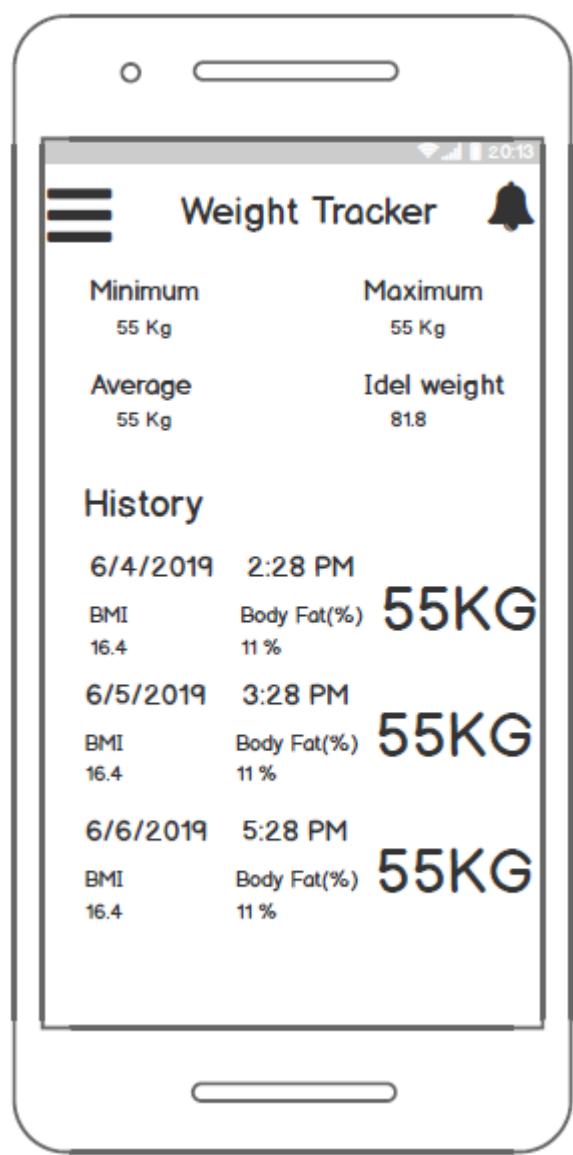 20:13
Weight Tracker
Minimum Maximum
55 Kg 55 Kg
Average Idel weight
55 Kg 81.8
History
6/4/2019 2:28 PM
55KG
BMI Body Fat(%)
16.4 11 %
6/5/2019 3:28 PM
55KG
BMI Body Fat(%)
16.4 11 %
6/6/2019 5:28 PM
55KG
BMI Body Fat(%)
16.4 11 %